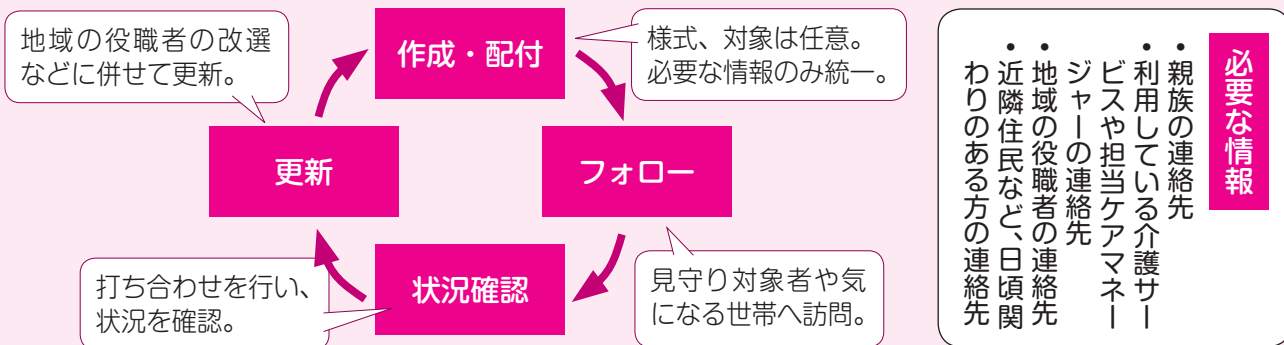 作成・配付
様式、対象は任意。
必要な情報のみ統一。
フォロー
見守り対象者や気
になる世帯へ訪問。
状況確認
打ち合わせを行い、
状況を確認。
更新
地域の役職者の改選
などに併せて更新。
必要な情報
・親族の連絡先
・利用している介護サー
ビスや担当ケアマネー
ジャーの連絡先
・地域の役職者の連絡先
・近隣住民など、日頃関
わりのある方の連絡先